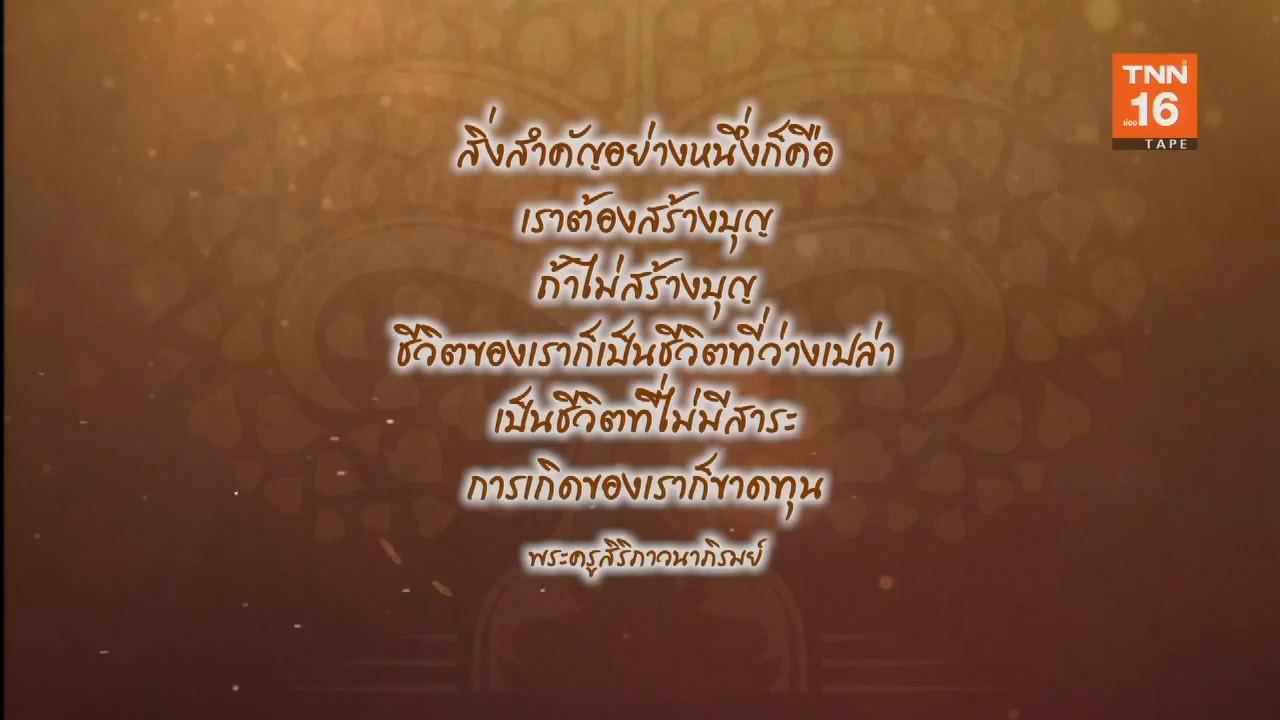 TNN
ช่อง 16
TAPE
สิ่งสำคัญอย่างหนึ่งก็คือ
เราต้องสร้างบุญ
ถ้าไม่สร้างบุญ
ชีวิตของเราก็เป็นชีวิตที่ว่างเปล่า
เป็นชีวิตที่ไม่มีสาระ
การเกิดของเราก็ขาดทุน
พระครูสิริภาวนาภิรมย์